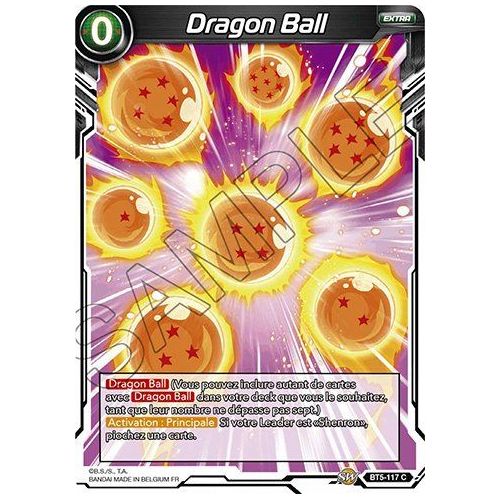 0
Dragon Ball
EXTRA
SAMPLE
Dragon Ball (Vous pouvez inclure autant de cartes
avec Dragon Ball dans votre deck que vous le souhaitez,
tant que leur nombre ne dépasse pas sept.)
Activation : Principale Si votre Leader est «Shenron»,
piochez une carte.
©B.S./S., T.A.
BANDAI MADE IN BELGIUM FR
BT5-117 C